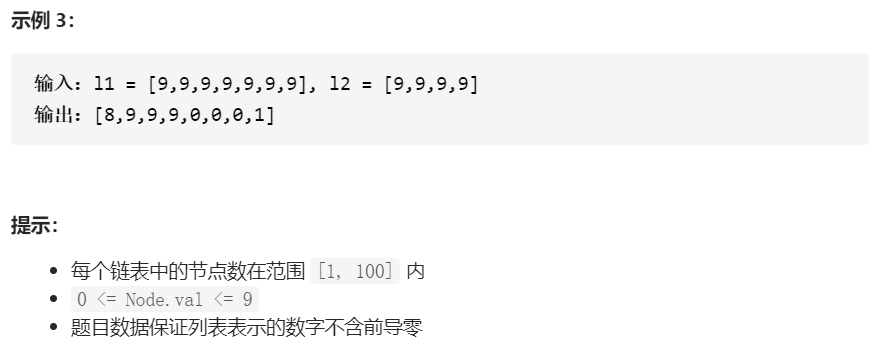 示例 3：
输入：l1 = [9,9,9,9,9,9,9], l2 = [9,9,9,9]
输出：[8,9,9,9,0,0,0,1]
提示：
每个链表中的节点数在范围 [1, 100] 内
0 <= Node.val <= 9
题目数据保证列表表示的数字不含前导零